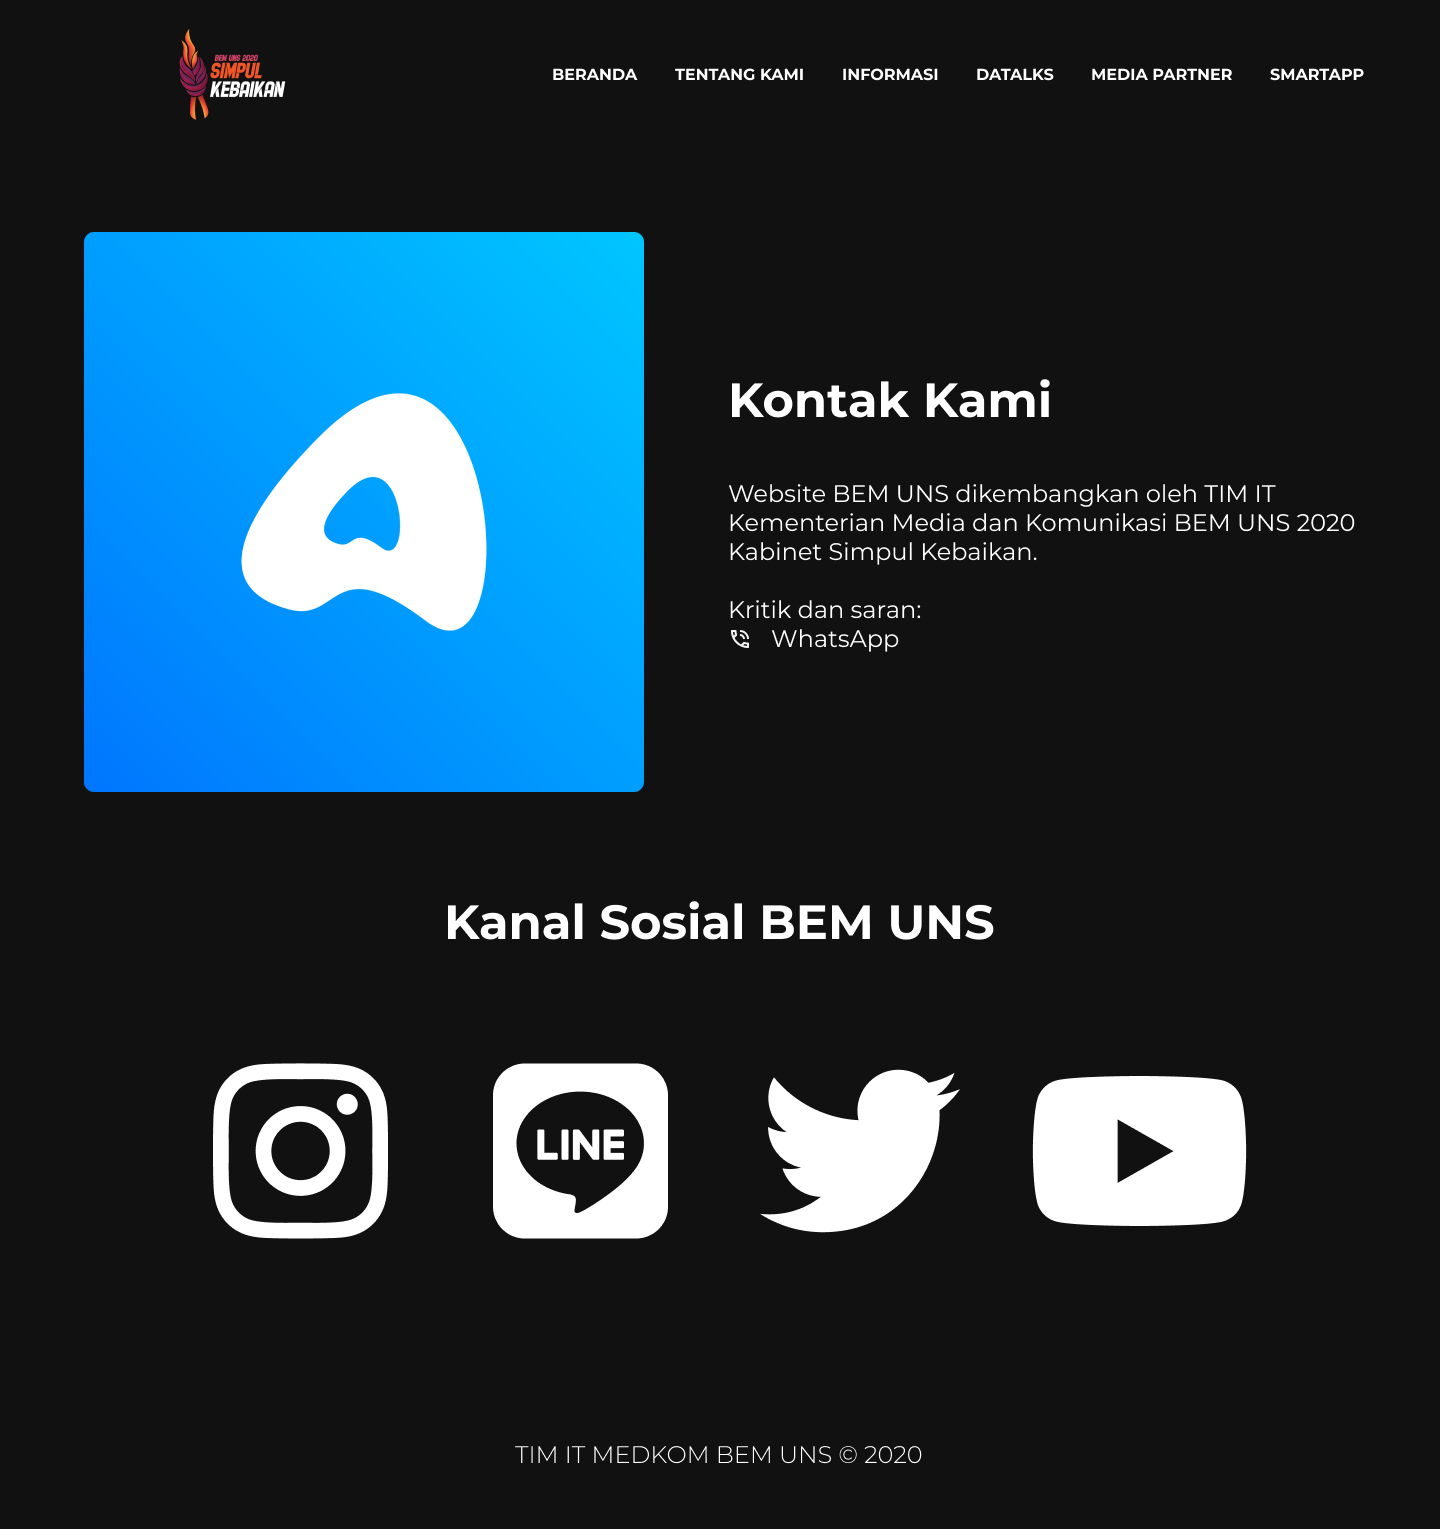 BEM UNS 2020
SIMPUL
KEBAIKAN
BERANDA TENTANG KAMI INFORMASI DATALKS MEDIA PARTNER SMARTAPP
Kontak Kami
Website BEM UNS dikembangkan oleh TIM IT
Kementerian Media dan Komunikasi BEM UNS 2020
Kabinet Simpul Kebaikan.
Kritik dan saran:
WhatsApp
Kanal Sosial BEM UNS
LINE
TIM IT MEDKOM BEM UNS © 2020